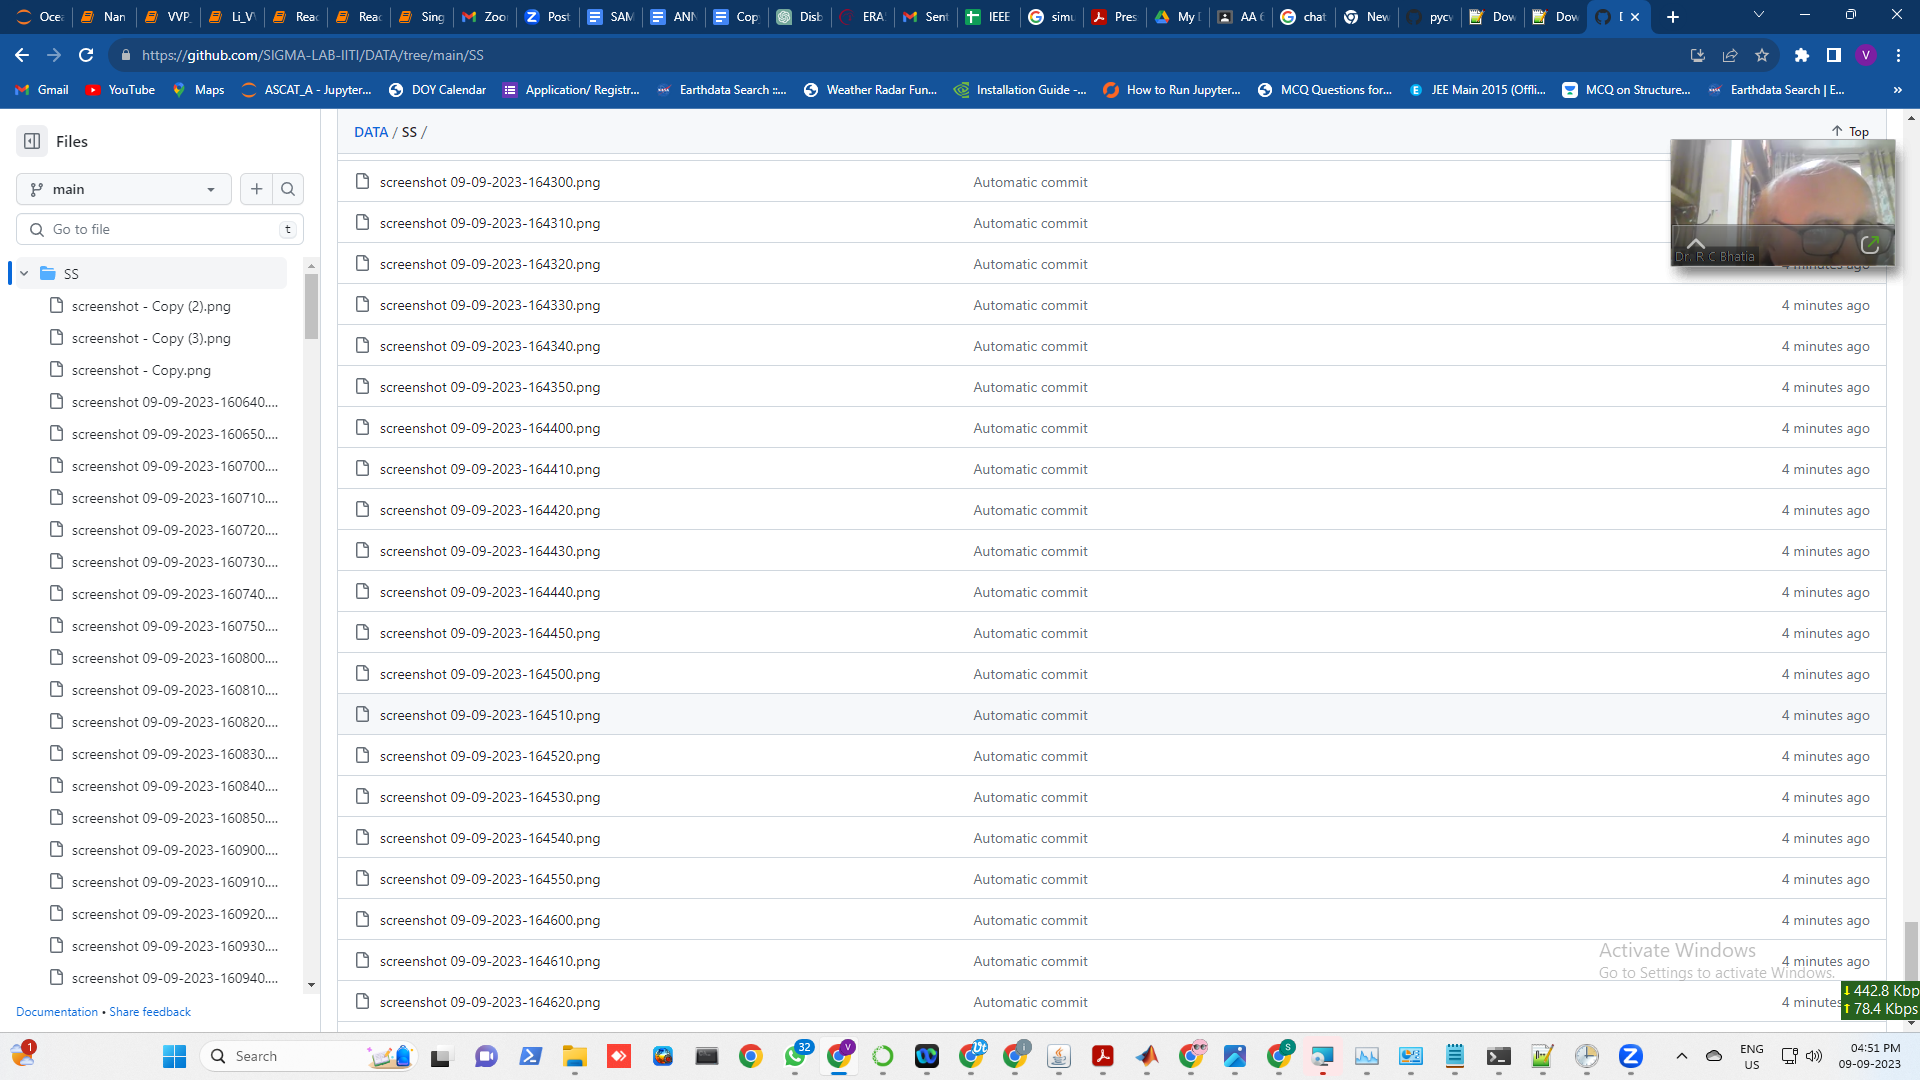 Ocea
Nan
VVP_
Li_V
Reac
Reac
Sing
Zoo
Post
SAM
ANN
Cop
Disb
ERA
Sent
IEEE
simu
Pres
My D
AA 6
chat
New
pycw
Dow
Dow
https://github.com/SIGMA-LAB-IITI/DATA/tree/main/SS
V
Gmail
YouTube
Maps
ASCAT_A - Jupyter...
DOY Calendar
Application/ Registr...
Earthdata Search ::...
Weather Radar Fun...
Installation Guide -...
How to Run Jupyter...
MCQ Questions for...
JEE Main 2015 (Offli...
MCQ on Structure...
Earthdata Search | E...
»
Files
main
Go to file
t
SS
screenshot - Copy (2).png
screenshot - Copy (3).png
screenshot - Copy.png
screenshot 09-09-2023-160640....
screenshot 09-09-2023-160650....
screenshot 09-09-2023-160700....
screenshot 09-09-2023-160710....
screenshot 09-09-2023-160720....
screenshot 09-09-2023-160730....
screenshot 09-09-2023-160740....
screenshot 09-09-2023-160750....
screenshot 09-09-2023-160800....
screenshot 09-09-2023-160810....
screenshot 09-09-2023-160820....
screenshot 09-09-2023-160830....
screenshot 09-09-2023-160840....
screenshot 09-09-2023-160850....
screenshot 09-09-2023-160900....
screenshot 09-09-2023-160910....
screenshot 09-09-2023-160920....
screenshot 09-09-2023-160930....
screenshot 09-09-2023-160940....
Documentation • Share feedback
DATA / SS /
Top
Dr. R C Bhatia
screenshot 09-09-2023-164300.png Automatic commit
screenshot 09-09-2023-164310.png Automatic commit
screenshot 09-09-2023-164320.png Automatic commit 4 minutes ago
screenshot 09-09-2023-164330.png Automatic commit 4 minutes ago
screenshot 09-09-2023-164340.png Automatic commit 4 minutes ago
screenshot 09-09-2023-164350.png Automatic commit 4 minutes ago
screenshot 09-09-2023-164400.png Automatic commit 4 minutes ago
screenshot 09-09-2023-164410.png Automatic commit 4 minutes ago
screenshot 09-09-2023-164420.png Automatic commit 4 minutes ago
screenshot 09-09-2023-164430.png Automatic commit 4 minutes ago
screenshot 09-09-2023-164440.png Automatic commit 4 minutes ago
screenshot 09-09-2023-164450.png Automatic commit 4 minutes ago
screenshot 09-09-2023-164500.png Automatic commit 4 minutes ago
screenshot 09-09-2023-164510.png Automatic commit 4 minutes ago
screenshot 09-09-2023-164520.png Automatic commit 4 minutes ago
screenshot 09-09-2023-164530.png Automatic commit 4 minutes ago
screenshot 09-09-2023-164540.png Automatic commit 4 minutes ago
screenshot 09-09-2023-164550.png Automatic commit 4 minutes ago
screenshot 09-09-2023-164600.png Automatic commit 4 minutes ago
screenshot 09-09-2023-164610.png Automatic commit 4 minutes ago
screenshot 09-09-2023-164620.png Automatic commit 4 minutes
Activate Windows
Go to Settings to activate Windows.
442.8 Kbp
78.4 Kbps
1
Search
32
V
S
ENG
US
04:51 PM
09-09-2023